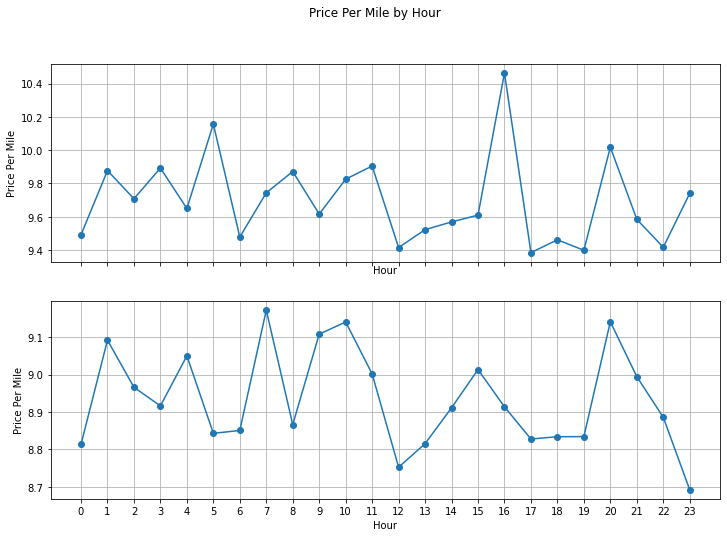 Price Per Mile by Hour
Price Per Mile
10.4
10.2
10.0
9.8
9.6
9.4
Hour
Price Per Mile
9.1
9.0
8.9
8.8
8.7
0 1 2 3 4 5 6 7 8 9 10 11 12 13 14 15 16 17 18 19 20 21 22 23
Hour